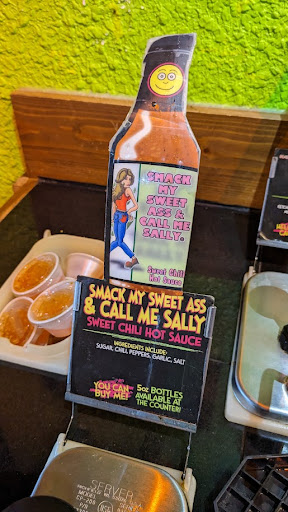 SMACK
MY
SWEET
ASS &
CALL ME
SALLY.
Sweet Chili
Hot Sauce
SMACK MY SWEET ASS
& CALL ME SALLY
SWEET CHILI HOT SAUCE
INGREDIENTS INCLUDE:
SUGAR, CHILI PEPPERS, GARLIC, SALT
YOU CAN
BUY ME!
5oz BOTTLES
AVAILABLE AT
THE COUNTER!
SERVER
MODEL